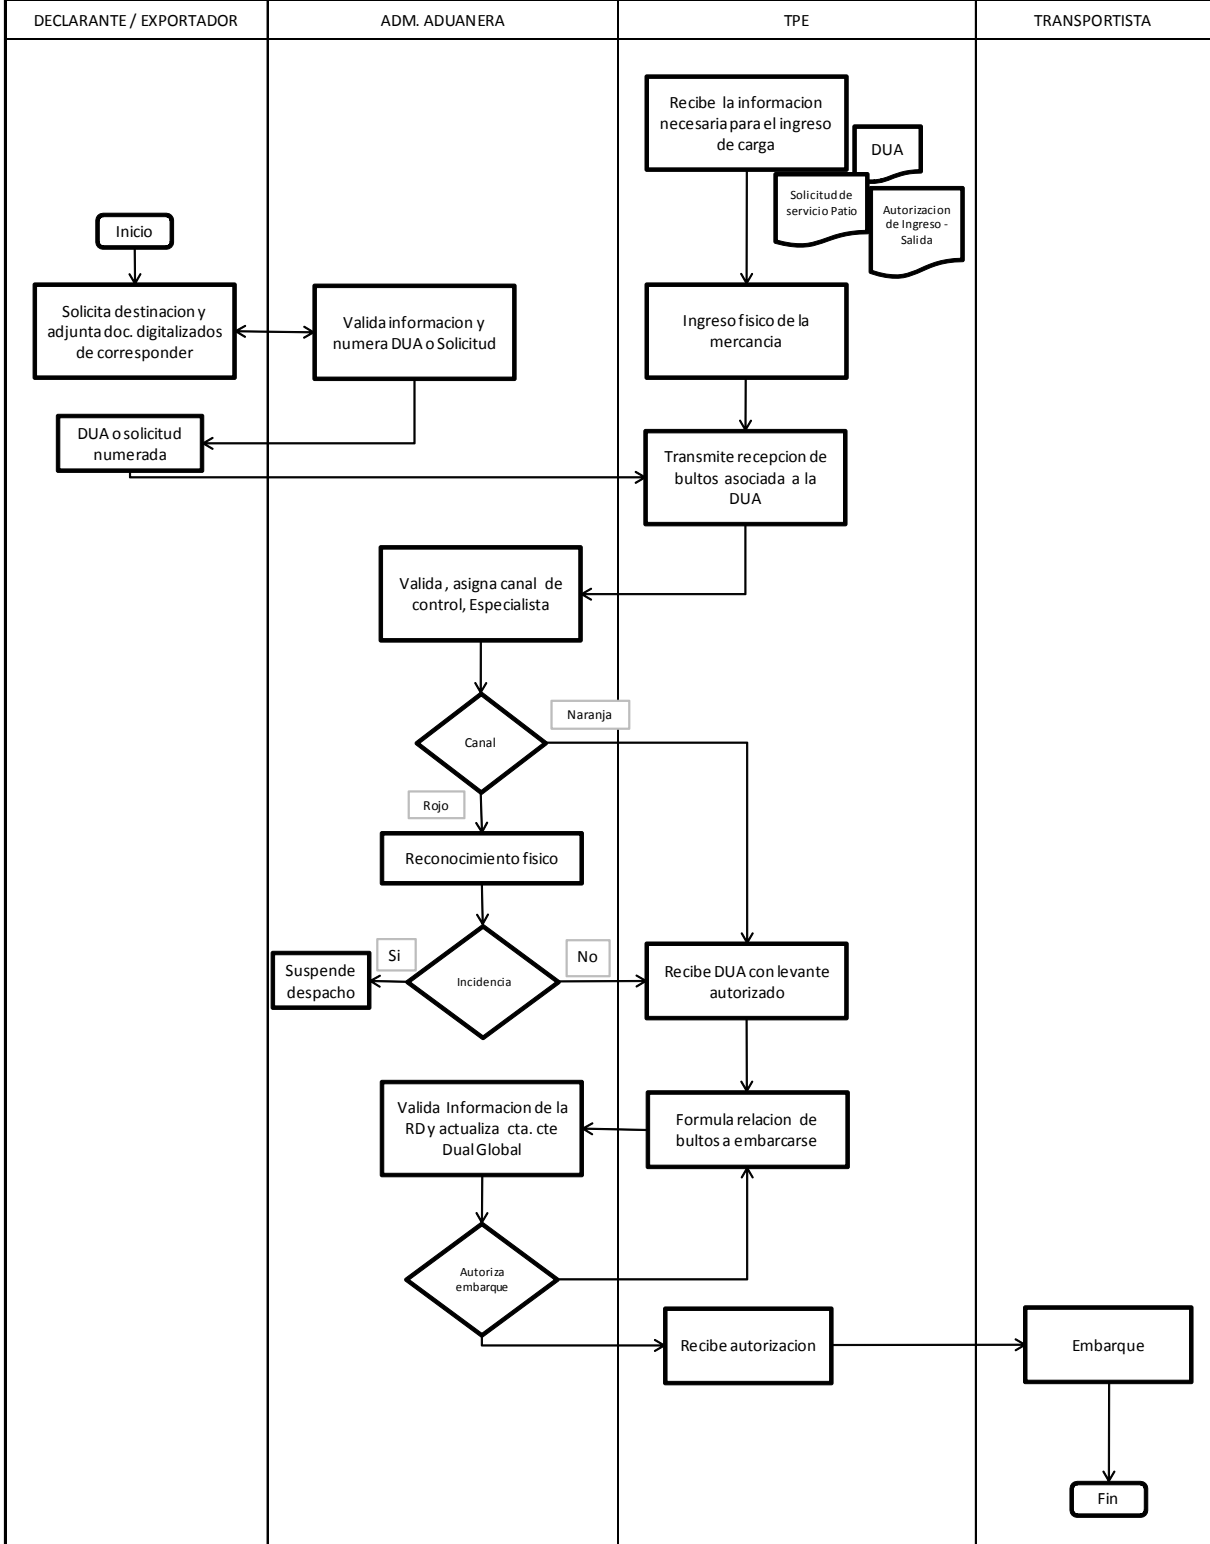 DECLARANTE / EXPORTADOR
ADM. ADUANERA
TPE
TRANSPORTISTA
Recibe la informacion
necesaria para el ingreso
de carga
DUA
Solicitud de
servicio Patio
Autorizacion
de Ingreso -
Salida
Inicio
Solicita destinacion y
adjunta doc. digitalizados
de corresponder
Valida informacion y
numera DUA o Solicitud
Ingreso fisico de la
mercancia
DUA o solicitud
numerada
Transmite recepcion de
bultos asociada a la
DUA
Valida , asigna canal de
control, Especialista
Canal
Naranja
Rojo
Reconocimiento fisico
Incidencia
Si
No
Suspende
despacho
Recibe DUA con levante
autorizado
Valida Informacion de la
RD y actualiza cta. cte
Dual Global
Formula relacion de
bultos a embarcarse
Autoriza
embarque
Recibe autorizacion
Embarque
Fin